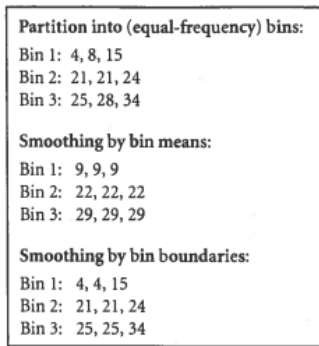 Partition into (equal-frequency) bins:
Bin 1: 4, 8, 15
Bin 2: 21, 21, 24
Bin 3: 25, 28, 34
Smoothing by bin means:
Bin 1: 9, 9, 9
Bin 2: 22, 22, 22
Bin 3: 29, 29, 29
Smoothing by bin boundaries:
Bin 1: 4, 4, 15
Bin 2: 21, 21, 24
Bin 3: 25, 25, 34